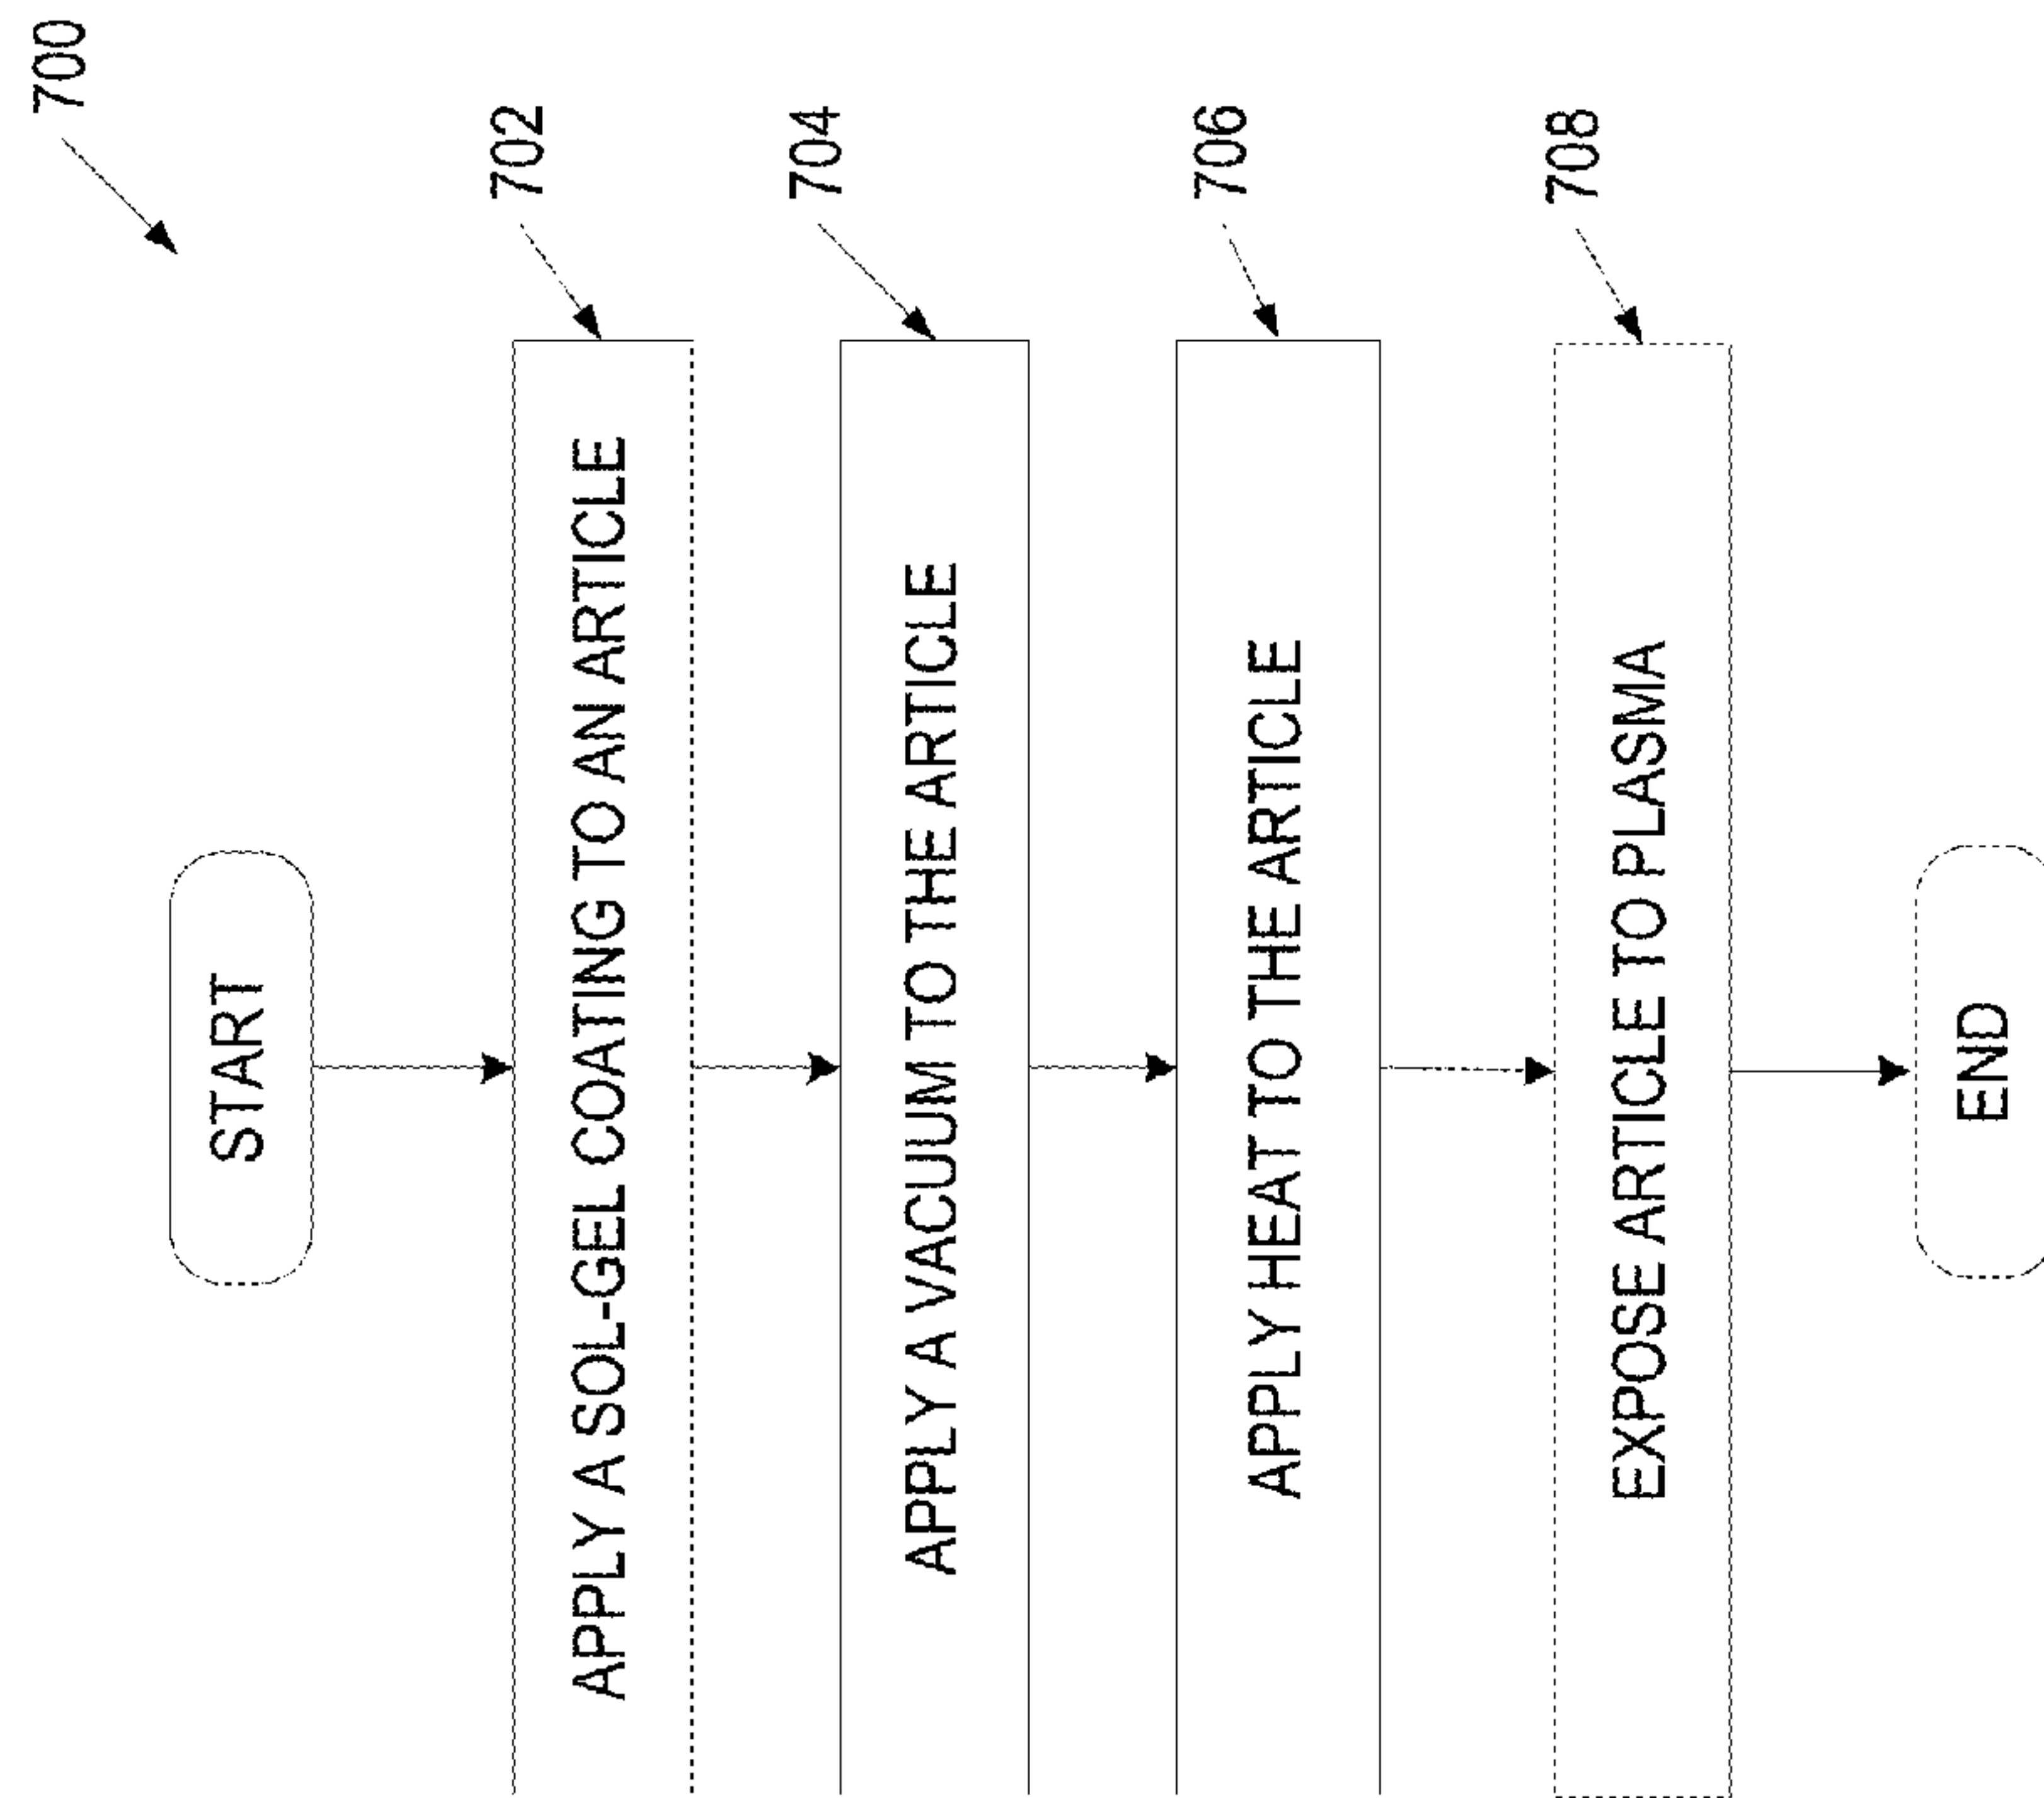 700
START
APPLY A SOL-GEL COATING TO AN ARTICLE
702
APPLY A VACUUM TO THE ARTICLE
704
APPLY HEAT TO THE ARTICLE
706
EXPOSE ARTICLE TO PLASMA
708
END